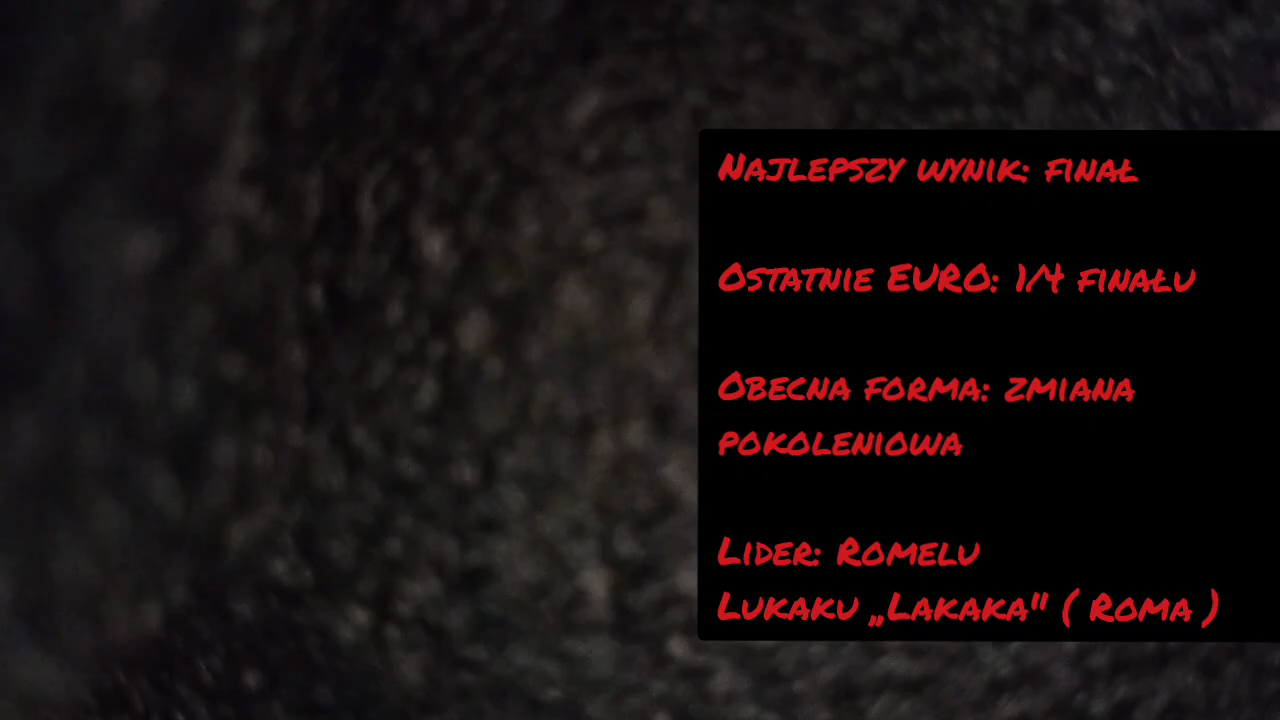 Najlepszy wynik: finał
Ostatnie EURO: 1/4 finału
Obecna forma: zmiana
pokoleniowa
Lider: Romelu
Lukaku „Lakaka" ( Roma )